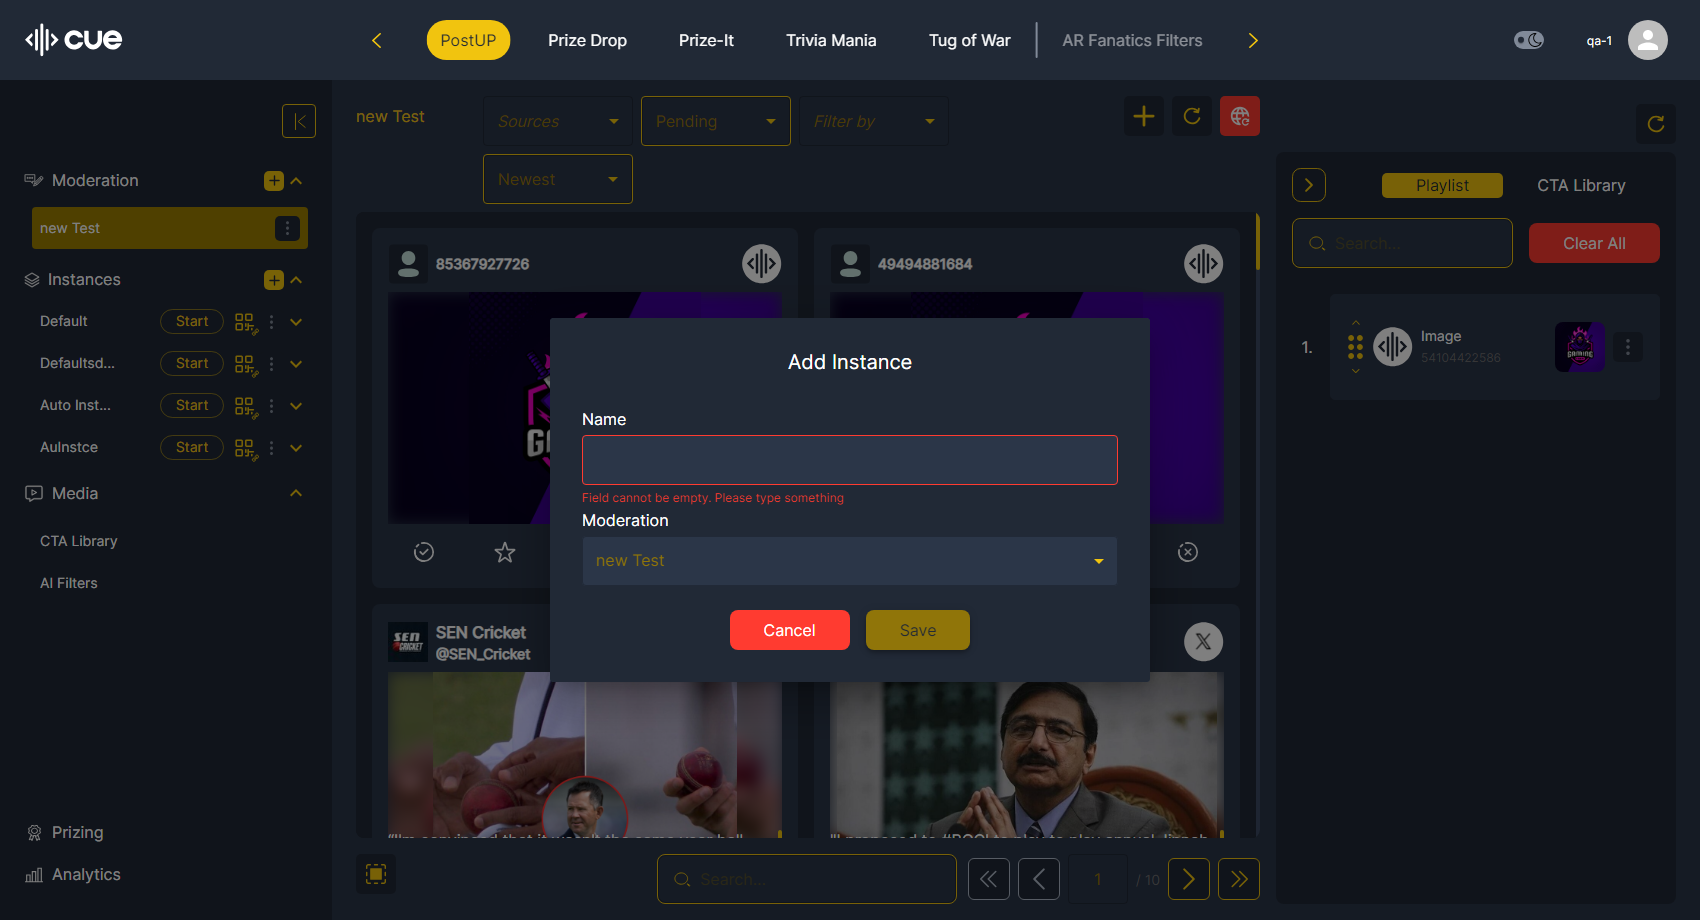 cue
PostUP
Prize Drop
Prize-It
Trivia Mania
Tug of War
AR Fanatics Filters
qa-1
Moderation
new Test
Instances
Default
Start
Defaultsd...
Start
Auto Inst...
Start
AuInstce
Start
Media
CTA Library
AI Filters
Prizing
Analytics
new Test
Sources
Pending
Filter by
Newest
85367927726
49494881684
SEN Cricket
@SEN_Cricket
SEN
CRICKET
Add Instance
Name
Field cannot be empty. Please type something
Moderation
new Test
Cancel
Save
Search...
1
/ 10
Playlist
CTA Library
Search...
Clear All
1.
Image
54104422586
GAMING